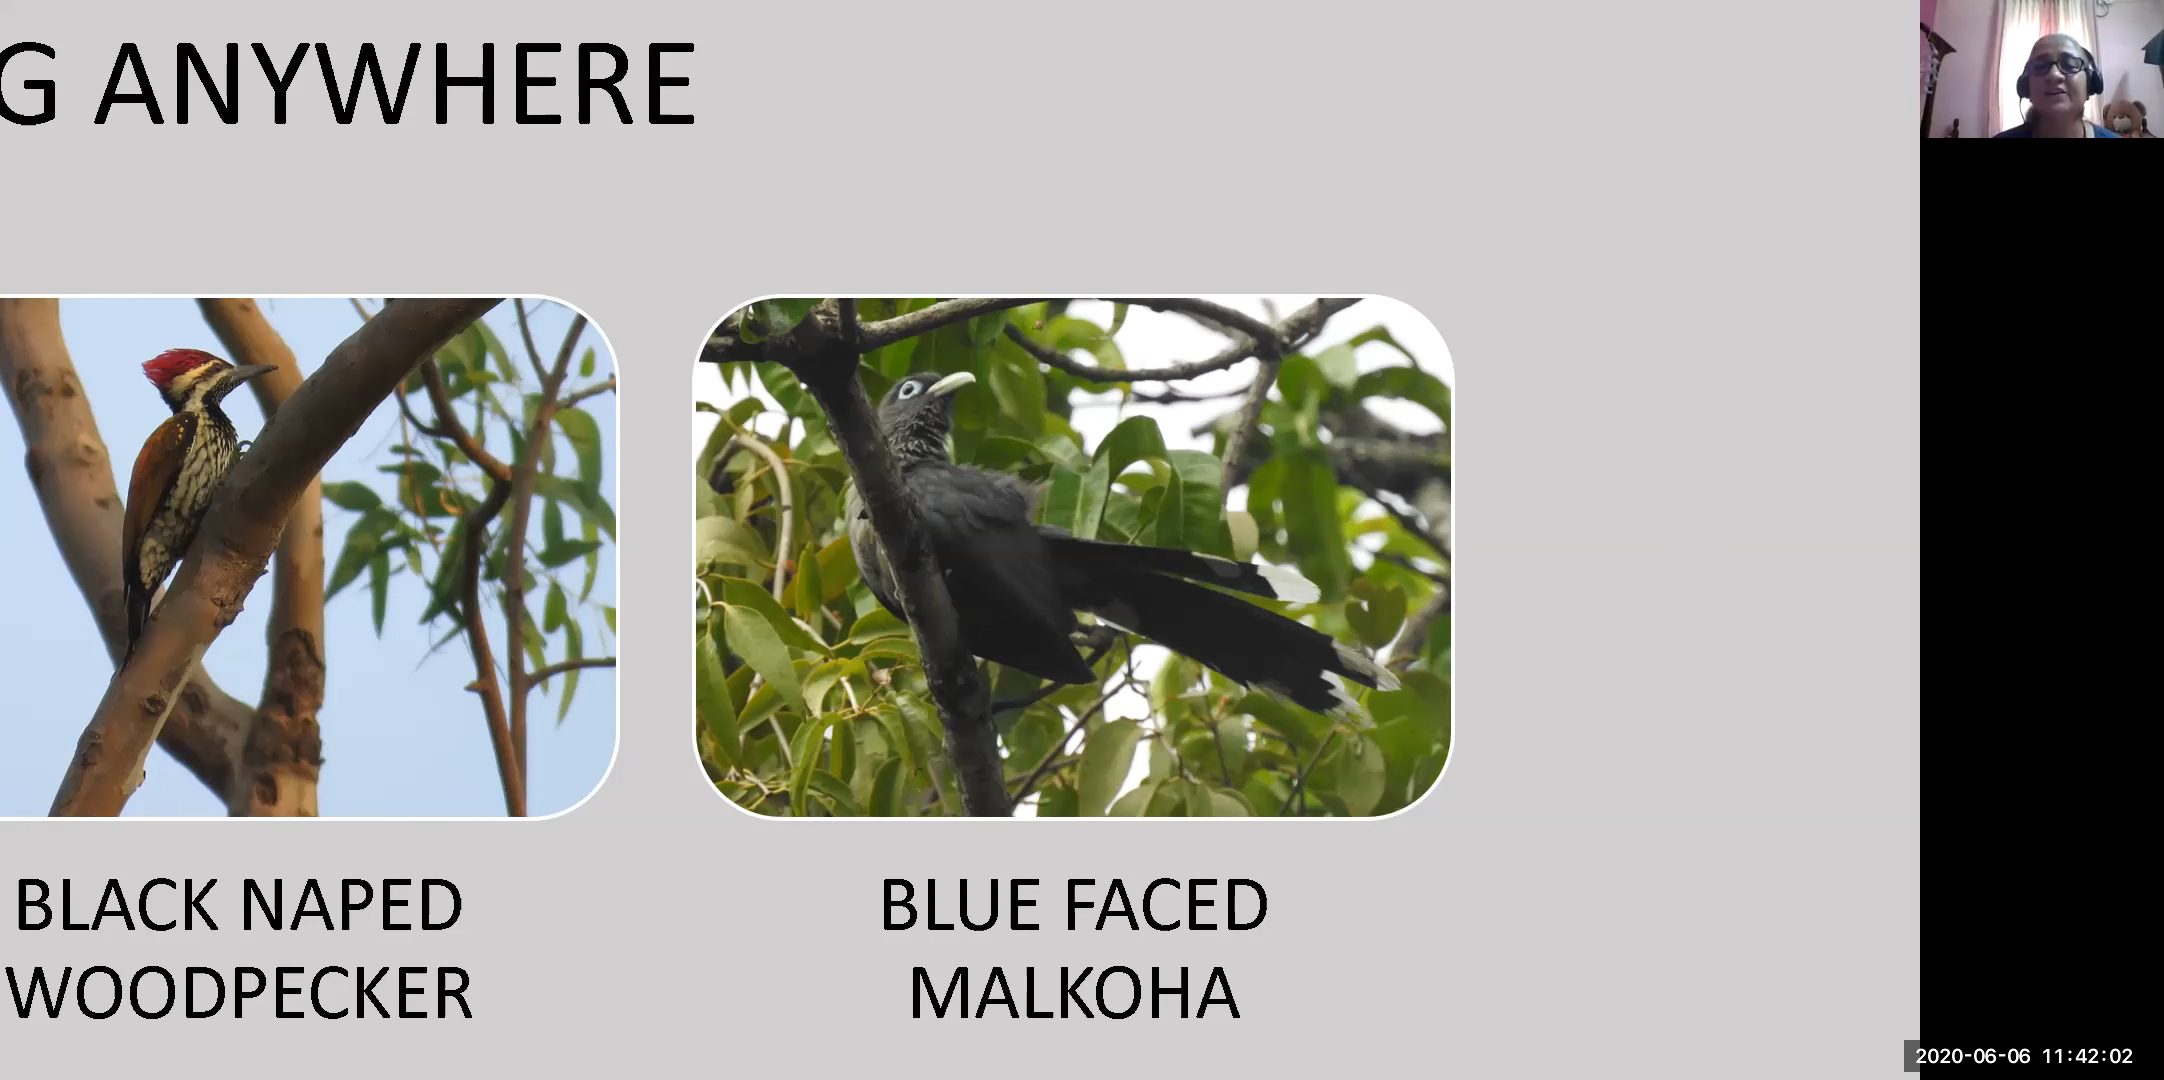 G ANYWHERE
BLACK NAPED
WOODPECKER
BLUE FACED
MALKOHA
2020-06-06 11:42:02